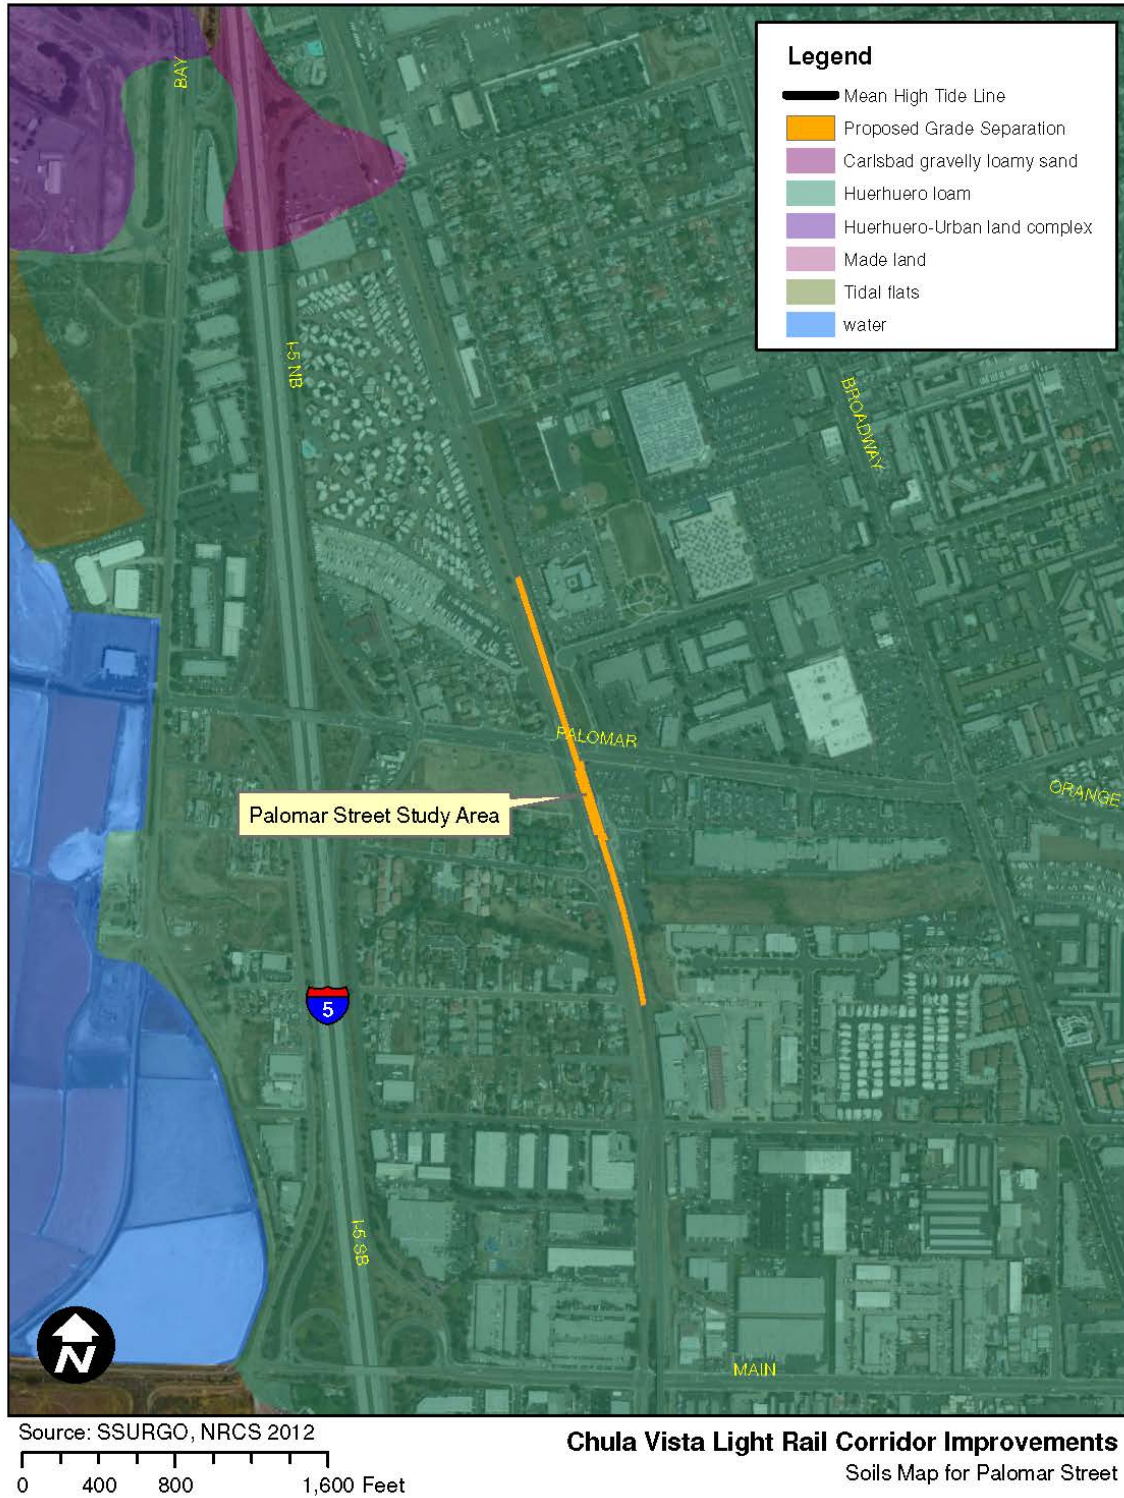 Legend
Mean High Tide Line
Proposed Grade Separation
Carlsbad gravelly loamy sand
Huerhuero loam
Huerhuero-Urban land complex
Made land
Tidal flats
water
BAY
I-5 NB
BROADWAY
PALOMAR
ORANGE
Palomar Street Study Area
5
I-5 SB
N
MAIN
Source: SSURGO, NRCS 2012
0 400 800 1,600 Feet
Chula Vista Light Rail Corridor Improvements
Soils Map for Palomar Street